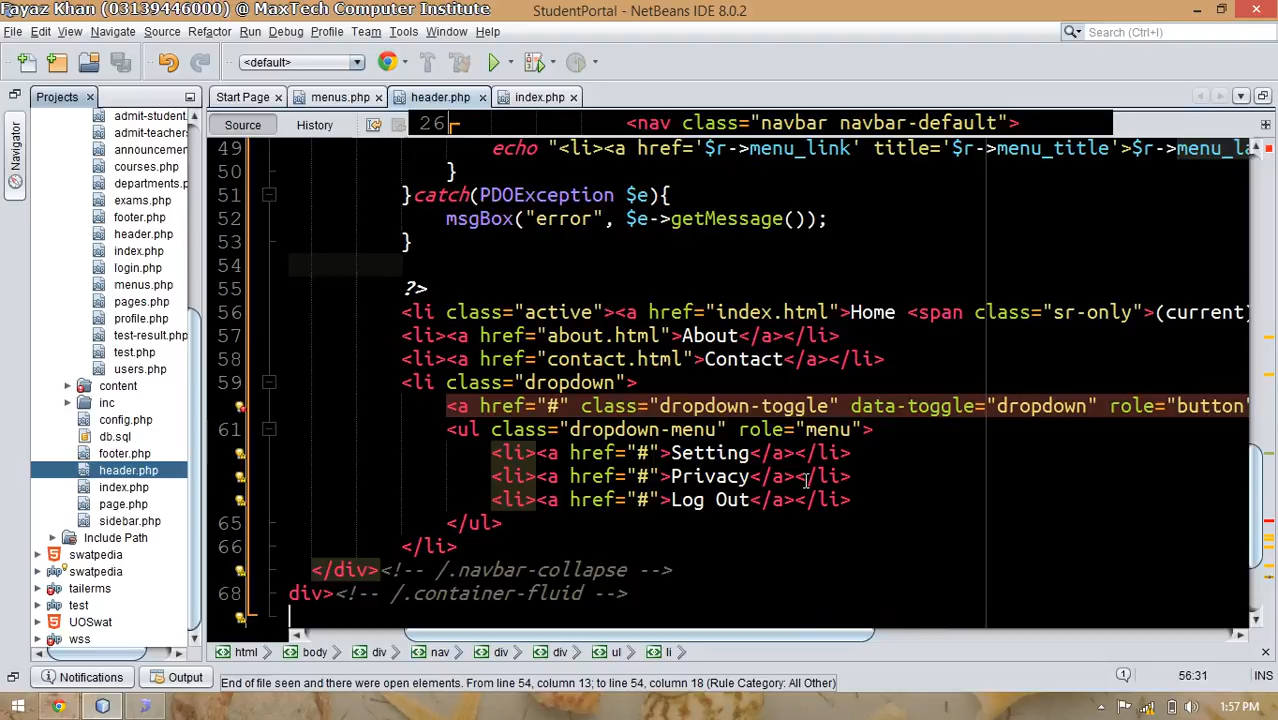 Fayaz Khan (03139446000) @ MaxTech Computer Institute
StudentPortal - NetBeans IDE 8.0.2
File Edit View Navigate Source Refactor Run Debug Profile Team Tools Window Help
Search (Ctrl+I)
<default>
Projects
Start Page
menus.php
header.php
index.php
Navigator
Source
History
admit-student.
admit-teachers
announcemen
courses.php
departments.p
exams.php
footer.php
header.php
index.php
login.php
menus.php
pages.php
profile.php
test-result.php
test.php
users.php
content
inc
config.php
db.sql
footer.php
header.php
index.php
page.php
sidebar.php
Include Path
swatpedia
swatpedia
tailerms
test
UOSwat
wss
26 <nav class="navbar navbar-default">
49 echo "<li><a href='$r->menu_link' title='$r->menu_title'>$r->menu_la
50 }
51 }catch(PDOException $e){
52 msgBox("error", $e->getMessage());
53 }
54
55 ?>
56 <li class="active"><a href="index.html">Home <span class="sr-only">(current)
57 <li><a href="about.html">About</a></li>
58 <li><a href="contact.html">Contact</a></li>
59 <li class="dropdown">
<a href="#" class="dropdown-toggle" data-toggle="dropdown" role="button"
61 <ul class="dropdown-menu" role="menu">
<li><a href="#">Setting</a></li>
<li><a href="#">Privacy</a></li>
<li><a href="#">Log Out</a></li>
65 </ul>
66 </li>
</div><!-- /.navbar-collapse -->
68 div><!-- /.container-fluid -->
html body div nav div div ul li
Notifications
Output
End of file seen and there were open elements. From line 54, column 13; to line 54, column 18 (Rule Category: All Other)
56:31
INS
1:57 PM